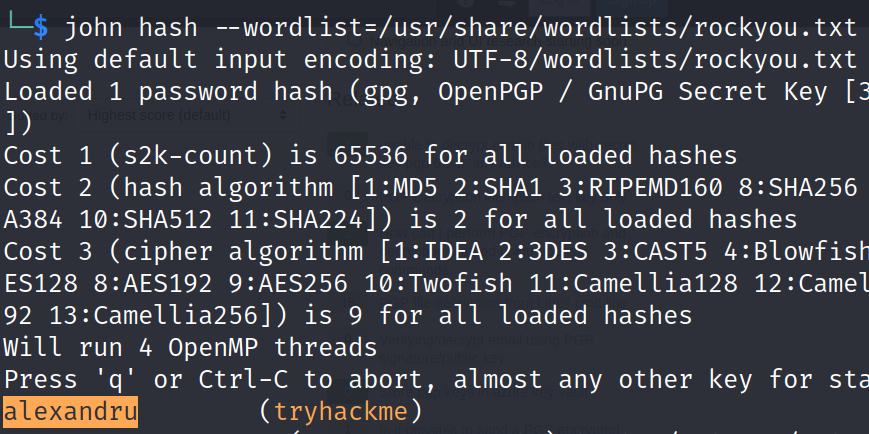 └─$ john hash --wordlist=/usr/share/wordlists/rockyou.txt
Using default input encoding: UTF-8/wordlists/rockyou.txt
Loaded 1 password hash (gpg, OpenPGP / GnuPG Secret Key [3
])
Highest score (default)
Cost 1 (s2k-count) is 65536 for all loaded hashes
Cost 2 (hash algorithm [1:MD5 2:SHA1 3:RIPEMD160 8:SHA256
A384 10:SHA512 11:SHA224]) is 2 for all loaded hashes
Cost 3 (cipher algorithm [1:IDEA 2:3DES 3:CAST5 4:Blowfish
ES128 8:AES192 9:AES256 10:Twofish 11:Camellia128 12:Camel
92 13:Camellia256]) is 9 for all loaded hashes
Will run 4 OpenMP threads
Press 'q' or Ctrl-C to abort, almost any other key for sta
alexandru (tryhackme)